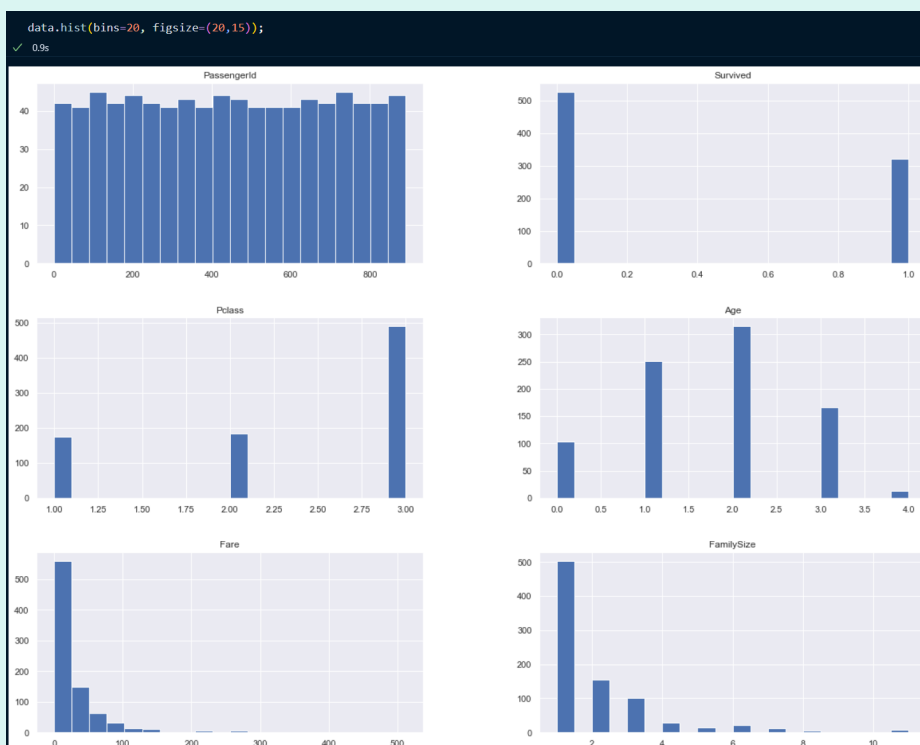 data.hist(bins=20, figsize=(20,15));
✓ 0.9s
PassengerId
40
30
20
10
0
0 200 400 600 800
Survived
500
400
300
200
100
0
0.0 0.2 0.4 0.6 0.8 1.0
Pclass
500
400
300
200
100
0
1.00 1.25 1.50 1.75 2.00 2.25 2.50 2.75 3.00
Age
300
250
200
150
100
50
0
0.0 0.5 1.0 1.5 2.0 2.5 3.0 3.5 4.0
Fare
500
400
300
200
100
0
0 100 200 300 400 500
FamilySize
500
400
300
200
100
0
2 4 6 8 10